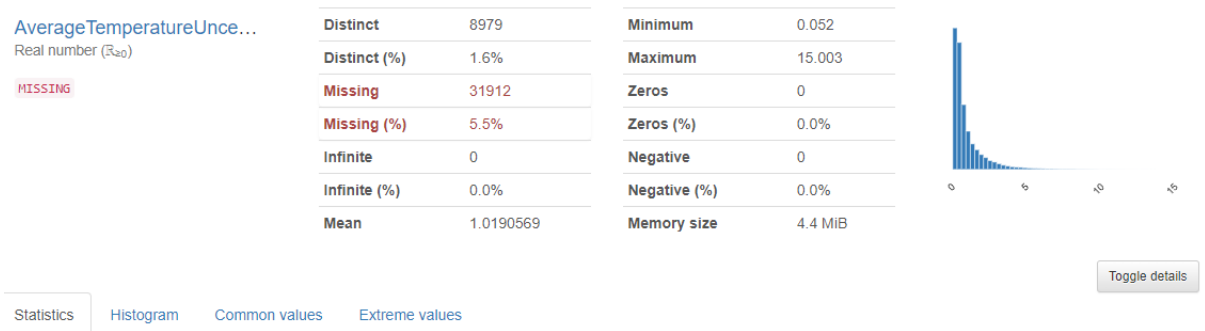 AverageTemperatureUnce…
Real number (ℝ≥0)
MISSING
Distinct 8979
Distinct (%) 1.6%
Missing 31912
Missing (%) 5.5%
Infinite 0
Infinite (%) 0.0%
Mean 1.0190569
Minimum 0.052
Maximum 15.003
Zeros 0
Zeros (%) 0.0%
Negative 0
Negative (%) 0.0%
Memory size 4.4 MiB
0 5 10 15
Toggle details
Statistics Histogram Common values Extreme values